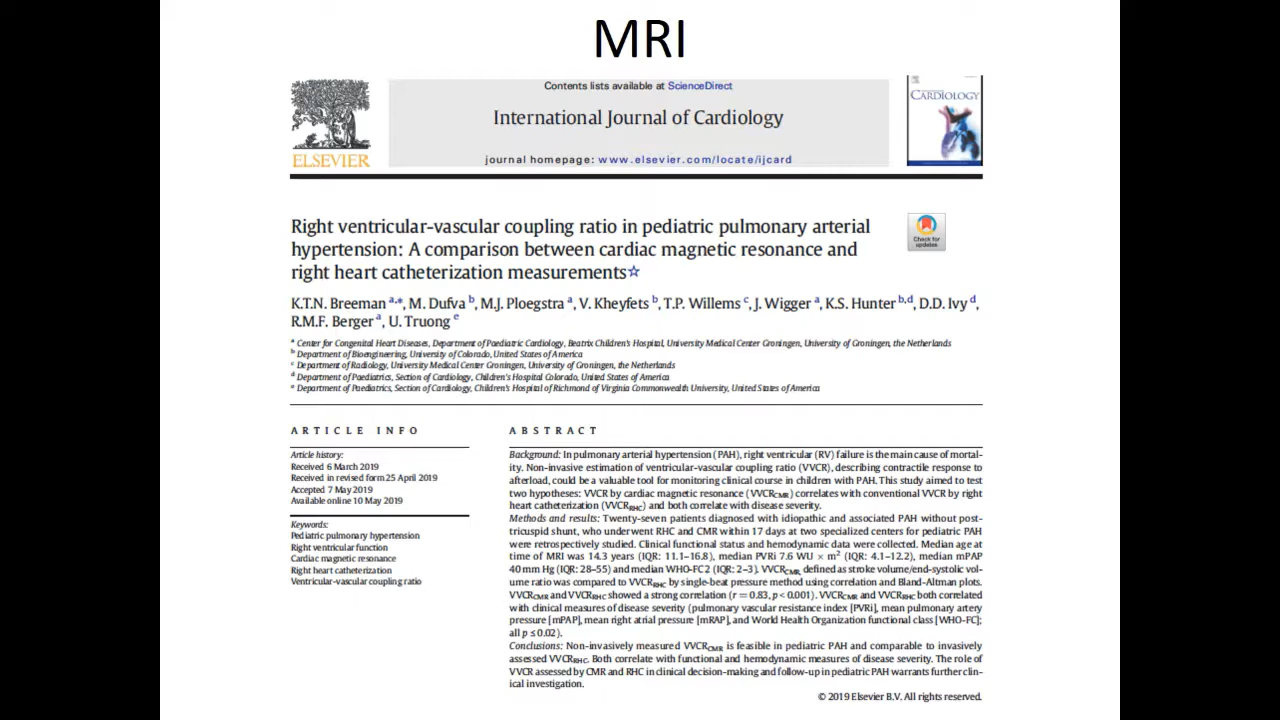 MRI
Contents lists available at ScienceDirect
International Journal of Cardiology
journal homepage: www.elsevier.com/locate/ijcard
ELSEVIER
CARDIOLOGY
Right ventricular-vascular coupling ratio in pediatric pulmonary arterial
hypertension: A comparison between cardiac magnetic resonance and
right heart catheterization measurements☆
Check for
updates
K.T.N. Breeman a,*, M. Dufva b, M.J. Ploegstra a, V. Kheyfets b, T.P. Willems c, J. Wigger a, K.S. Hunter b,d, D.D. Ivy d,
R.M.F. Berger a, U. Truong e
a Center for Congenital Heart Diseases, Department of Paediatric Cardiology, Beatrix Children's Hospital, University Medical Center Groningen, University of Groningen, the Netherlands
b Department of Bioengineering, University of Colorado, United States of America
c Department of Radiology, University Medical Center Groningen, University of Groningen, the Netherlands
d Department of Paediatrics, Section of Cardiology, Children's Hospital Colorado, United States of America
e Department of Paediatrics, Section of Cardiology, Children's Hospital of Richmond of Virginia Commonwealth University, United States of America
ARTICLE INFO
Article history:
Received 6 March 2019
Received in revised form 25 April 2019
Accepted 7 May 2019
Available online 10 May 2019
Keywords:
Pediatric pulmonary hypertension
Right ventricular function
Cardiac magnetic resonance
Right heart catheterization
Ventricular-vascular coupling ratio
ABSTRACT
Background: In pulmonary arterial hypertension (PAH), right ventricular (RV) failure is the main cause of mortal-
ity. Non-invasive estimation of ventricular-vascular coupling ratio (VVCR), describing contractile response to
afterload, could be a valuable tool for monitoring clinical course in children with PAH. This study aimed to test
two hypotheses: VVCR by cardiac magnetic resonance (VVCRCMR) correlates with conventional VVCR by right
heart catheterization (VVCRRHC) and both correlate with disease severity.
Methods and results: Twenty-seven patients diagnosed with idiopathic and associated PAH without post-
tricuspid shunt, who underwent RHC and CMR within 17 days at two specialized centers for pediatric PAH
were retrospectively studied. Clinical functional status and hemodynamic data were collected. Median age at
time of MRI was 14.3 years (IQR: 11.1–16.8), median PVRi 7.6 WU × m² (IQR: 4.1–12.2), median mPAP
40 mm Hg (IQR: 28–55) and median WHO-FC 2 (IQR: 2–3). VVCRCMR, defined as stroke volume/end-systolic vol-
ume ratio was compared to VVCRRHC by single-beat pressure method using correlation and Bland-Altman plots.
VVCRCMR and VVCRRHC showed a strong correlation (r = 0.83, p < 0.001). VVCRCMR and VVCRRHC both correlated
with clinical measures of disease severity (pulmonary vascular resistance index [PVRi], mean pulmonary artery
pressure [mPAP], mean right atrial pressure [mRAP], and World Health Organization functional class [WHO-FC];
all p ≤ 0.02).
Conclusions: Non-invasively measured VVCRCMR is feasible in pediatric PAH and comparable to invasively
assessed VVCRRHC. Both correlate with functional and hemodynamic measures of disease severity. The role of
VVCR assessed by CMR and RHC in clinical decision-making and follow-up in pediatric PAH warrants further clin-
ical investigation.
© 2019 Elsevier B.V. All rights reserved.